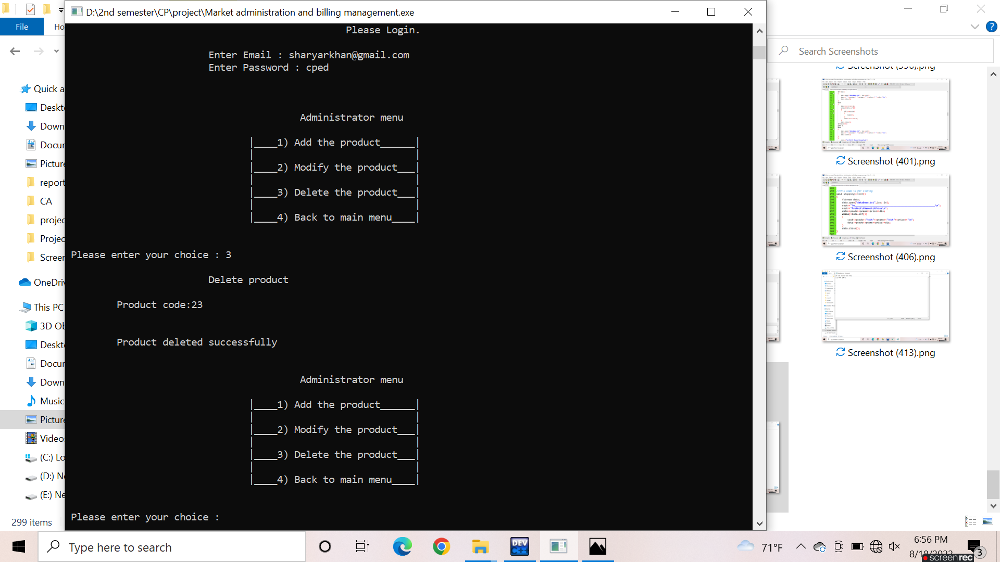 D:\2nd semester\CP\project\Market administration and billing management.exe
File
Ho
Please Login.
Enter Email : sharyarkhan@gmail.com
Enter Password : cped
Administrator menu
|____1) Add the product______|
|____2) Modify the product___|
|____3) Delete the product___|
|____4) Back to main menu____|
Please enter your choice : 3
Delete product
Product code:23
Product deleted successfully
Administrator menu
|____1) Add the product______|
|____2) Modify the product___|
|____3) Delete the product___|
|____4) Back to main menu____|
Please enter your choice :
Quick a
Deskto
Down
Docur
Picture
report
CA
projec
Projec
Screer
OneDriv
This PC
3D Ob
Deskto
Docur
Down
Music
Picture
Videos
(C:) Lo
(D:) Ne
(E:) Ne
299 items
Search Screenshots
Screenshot (401).png
Screenshot (406).png
Screenshot (413).png
Type here to search
DEV C++
71°F
6:56 PM
3
screenrec